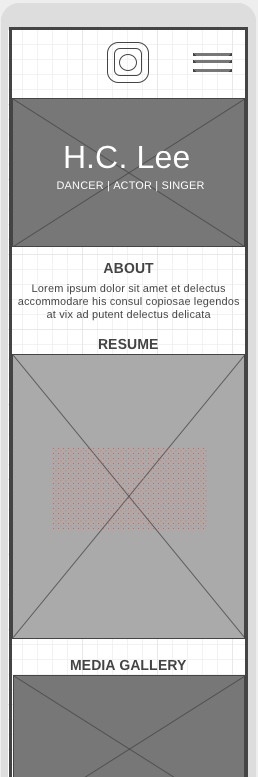 H.C. Lee
DANCER | ACTOR | SINGER
ABOUT
Lorem ipsum dolor sit amet et delectus
accommodare his consul copiosae legendos
at vix ad putent delectus delicata
RESUME
MEDIA GALLERY